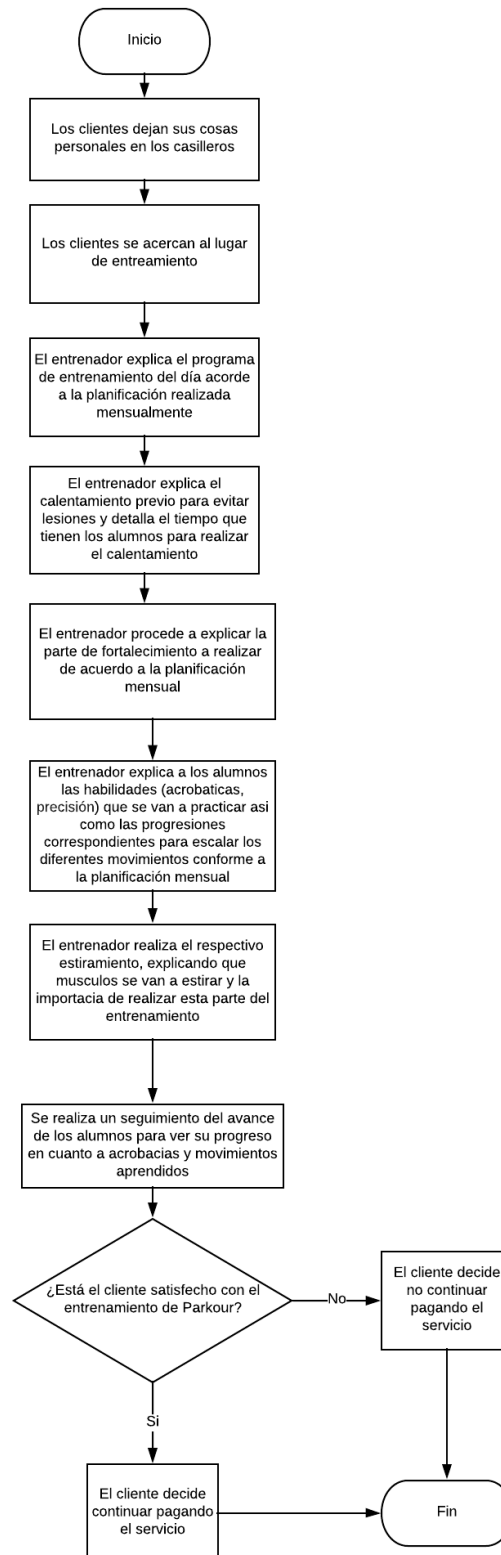 Inicio
Los clientes dejan sus cosas
personales en los casilleros
Los clientes se acercan al lugar
de entreamiento
El entrenador explica el programa
de entrenamiento del día acorde
a la planificación realizada
mensualmente
El entrenador explica el
calentamiento previo para evitar
lesiones y detalla el tiempo que
tienen los alumnos para realizar
el calentamiento
El entrenador procede a explicar la
parte de fortalecimiento a realizar
de acuerdo a la planificación
mensual
El entrenador explica a los alumnos
las habilidades (acrobaticas,
precisión) que se van a practicar asi
como las progresiones
correspondientes para escalar los
diferentes movimientos conforme a
la planificación mensual
El entrenador realiza el respectivo
estiramiento, explicando que
musculos se van a estirar y la
importacia de realizar esta parte del
entrenamiento
Se realiza un seguimiento del avance
de los alumnos para ver su progreso
en cuanto a acrobacias y movimientos
aprendidos
¿Está el cliente satisfecho con el
entrenamiento de Parkour?
No
El cliente decide
no continuar
pagando el
servicio
Si
El cliente decide
continuar pagando
el servicio
Fin